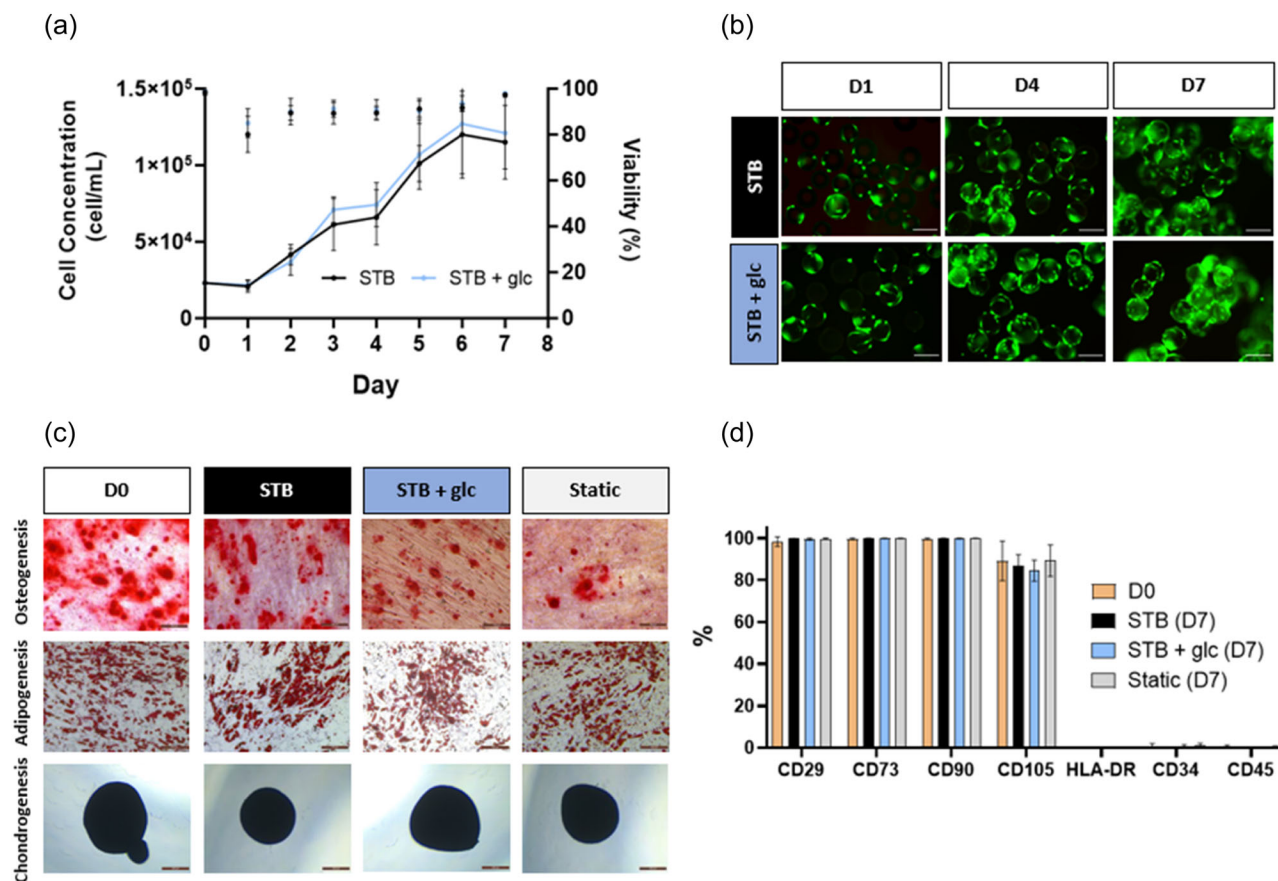 (a)
1.5×10⁵
1×10⁵
5×10⁴
0
Cell Concentration
(cell/mL)
100
80
60
40
20
0
Viability (%)
STB
STB + glc
0 1 2 3 4 5 6 7 8
Day
(b)
D1 D4 D7
STB
STB + glc
(c)
D0 STB STB + glc Static
Osteogenesis
Adipogenesis
Chondrogenesis
(d)
100
80
60
40
20
0
%
D0
STB (D7)
STB + glc (D7)
Static (D7)
CD29 CD73 CD90 CD105 HLA-DR CD34 CD45